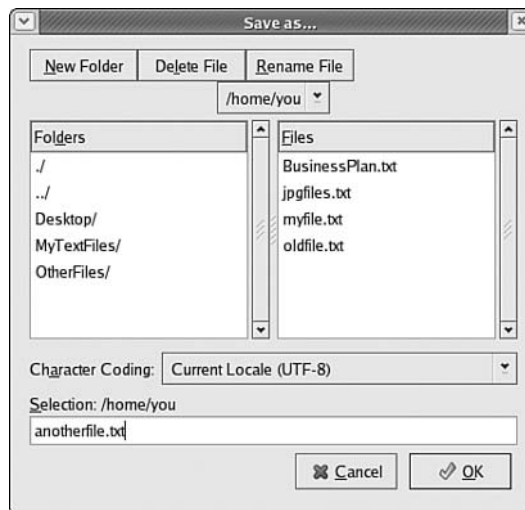 Save as...
New Folder Delete File Rename File
/home/you
Folders
./
../
Desktop/
MyTextFiles/
OtherFiles/
Files
BusinessPlan.txt
jpgfiles.txt
myfile.txt
oldfile.txt
Character Coding: Current Locale (UTF-8)
Selection: /home/you
anotherfile.txt
Cancel OK